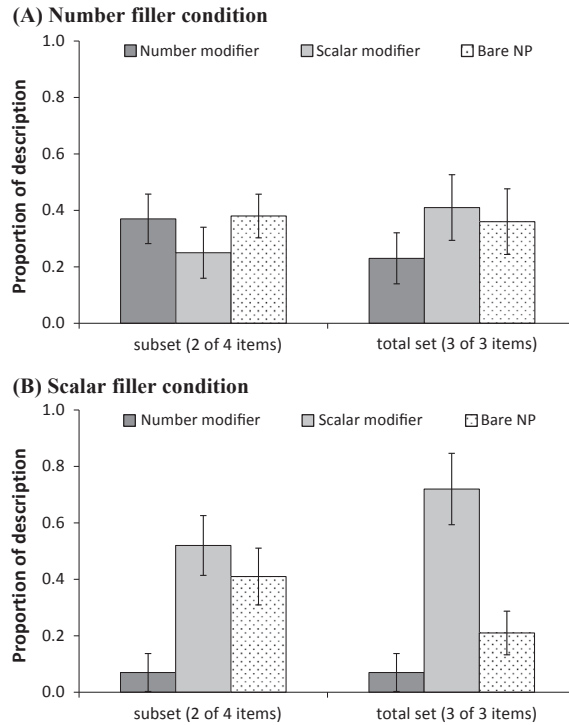 (A) Number filler condition
1.0
Number modifier
Scalar modifier
Bare NP
0.8
0.6
0.4
0.2
0.0
Proportion of description
subset (2 of 4 items)
total set (3 of 3 items)
(B) Scalar filler condition
1.0
Number modifier
Scalar modifier
Bare NP
0.8
0.6
0.4
0.2
0.0
Proportion of description
subset (2 of 4 items)
total set (3 of 3 items)